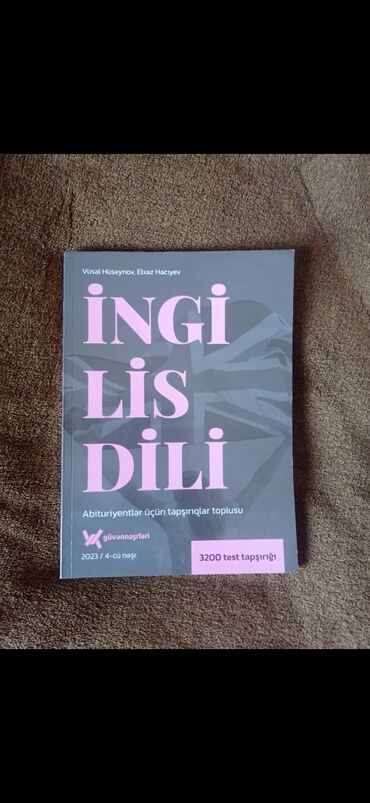 Vüsal Hüseynov, Elxaz Hacıyev
İNGİ
LİS
DİLİ
Abituriyentlər üçün tapşırıqlar toplusu
güvənnəşrləri
2023 / 4-cü nəşr
3200 test tapşırığı